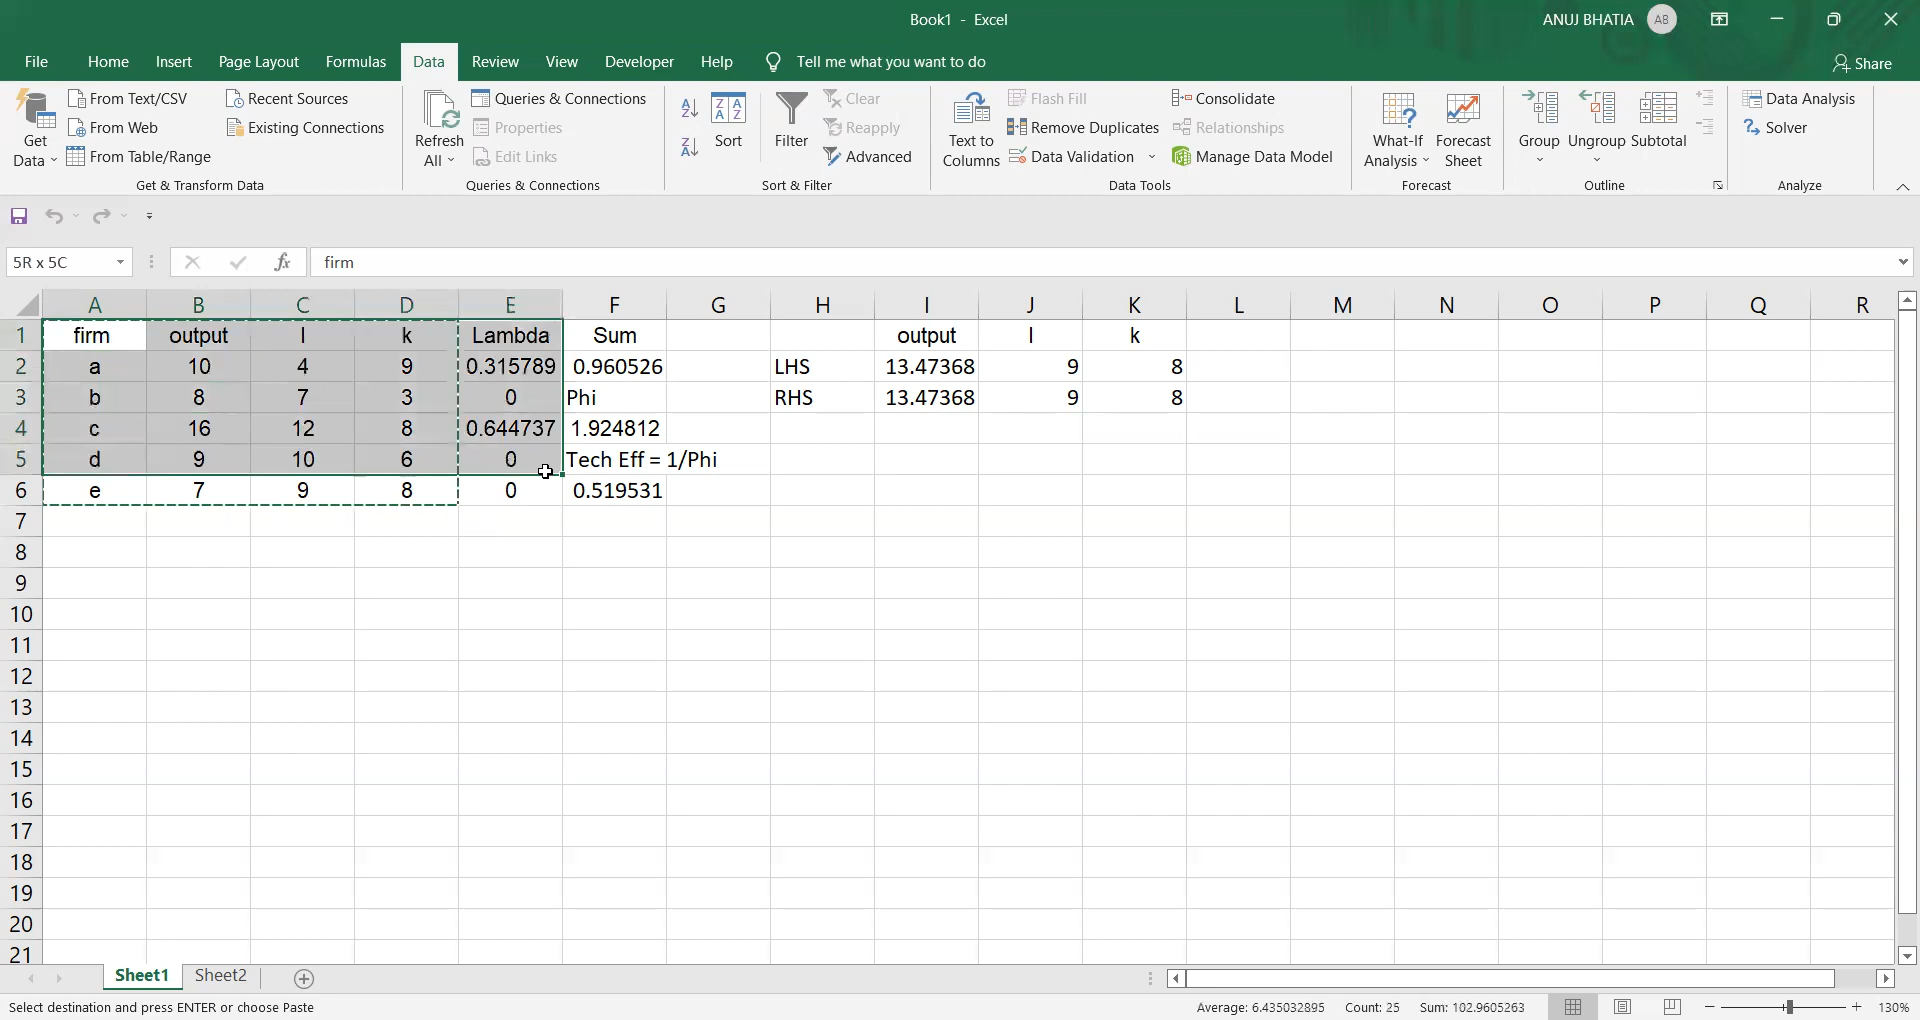 Book1 - Excel
ANUJ BHATIA AB
File Home Insert Page Layout Formulas Data Review View Developer Help Tell me what you want to do Share
Get Data
From Text/CSV
From Web
From Table/Range
Recent Sources
Existing Connections
Get & Transform Data
Refresh All
Queries & Connections
Properties
Edit Links
Queries & Connections
Sort
Filter
Clear
Reapply
Advanced
Sort & Filter
Text to Columns
Flash Fill
Remove Duplicates
Data Validation
Consolidate
Relationships
Manage Data Model
Data Tools
What-If Analysis
Forecast Sheet
Forecast
Group
Ungroup
Subtotal
Outline
Data Analysis
Solver
Analyze
5R x 5C fx firm
A B C D E F G H I J K L M N O P Q R
1 firm output l k Lambda Sum output l k
2 a 10 4 9 0.315789 0.960526 LHS 13.47368 9 8
3 b 8 7 3 0 Phi RHS 13.47368 9 8
4 c 16 12 8 0.644737 1.924812
5 d 9 10 6 0 Tech Eff = 1/Phi
6 e 7 9 8 0 0.519531
7
8
9
10
11
12
13
14
15
16
17
18
19
20
21
Sheet1 Sheet2
Select destination and press ENTER or choose Paste Average: 6.435032895 Count: 25 Sum: 102.9605263 130%